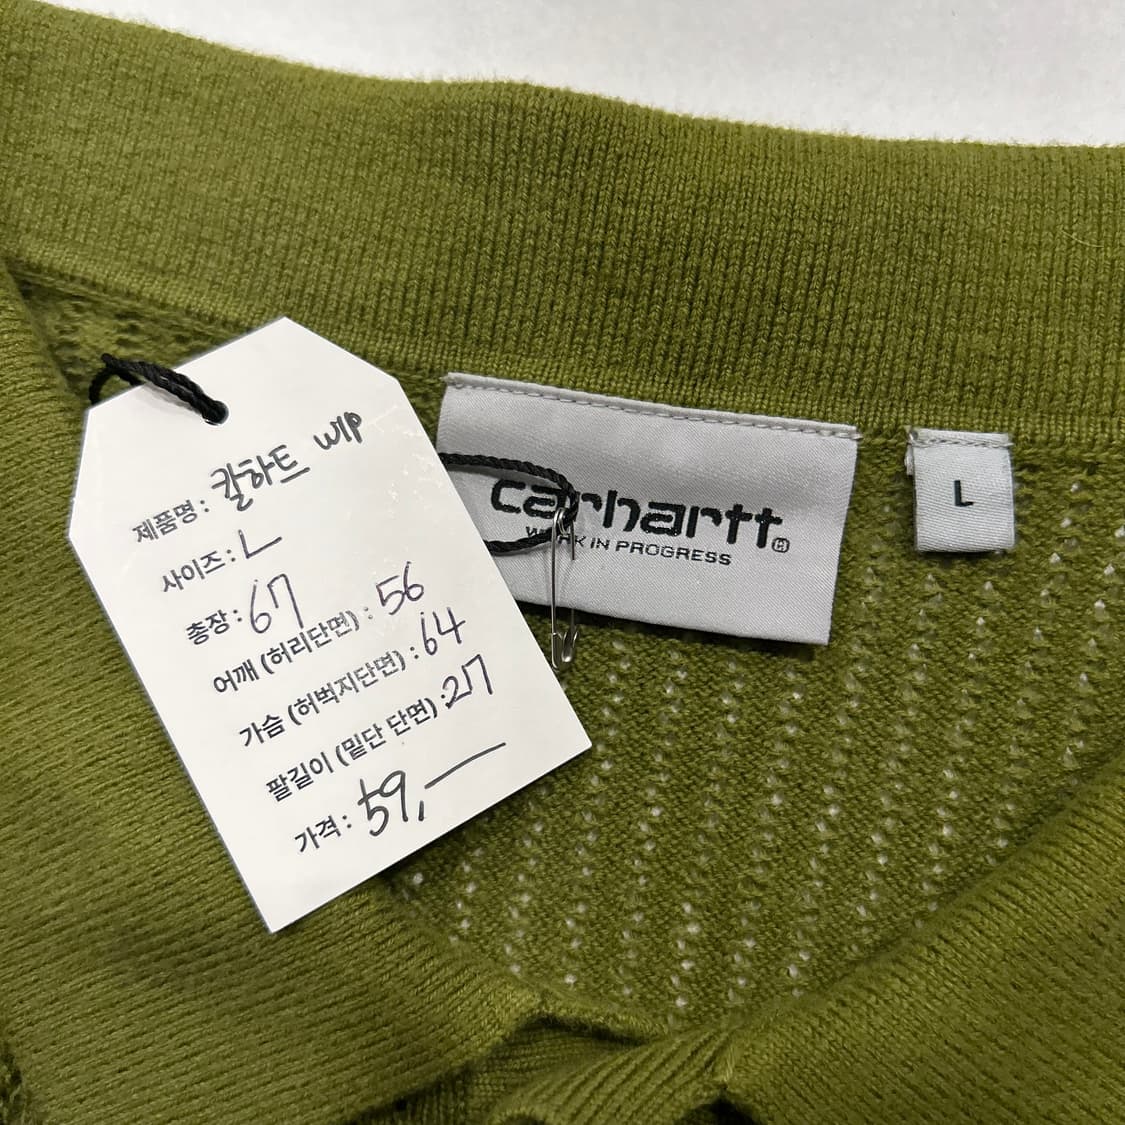 제품명 : 칼하트 WIP
사이즈 : L
총장 : 67
어깨 (허리단면) : 56
가슴 (허벅지단면) : 64
팔길이 (밑단 단면) : 27
가격 : 59,—
carhartt
WORK IN PROGRESS
L